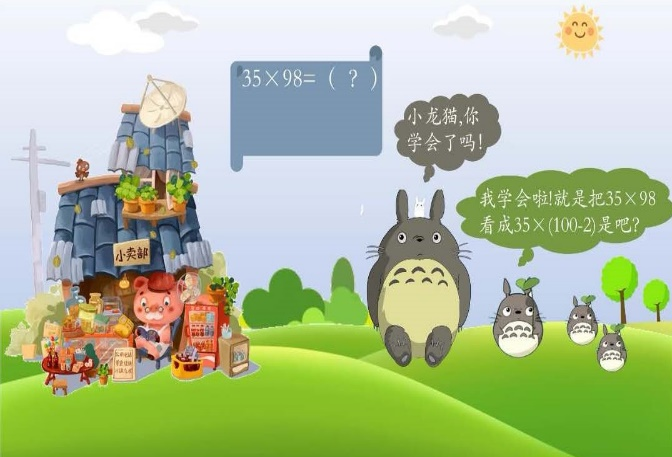 35×98=（ ？ ）
小龙猫,你
学会了吗!
我学会啦!就是把35×98
看成35×(100-2)是吧?
小卖部